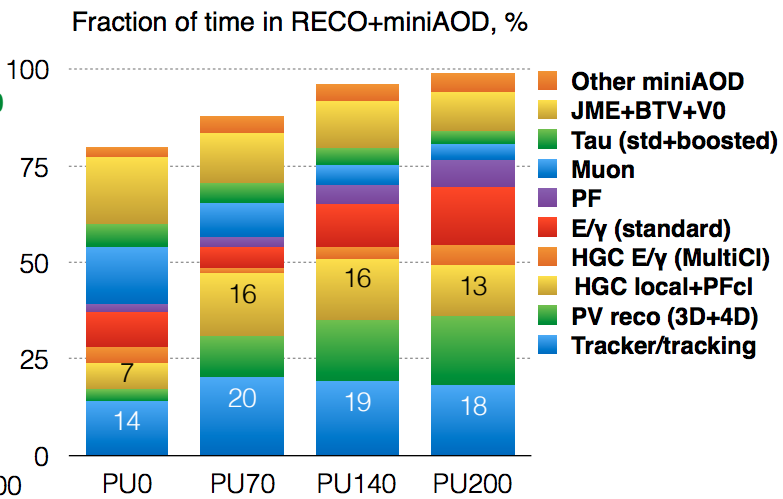 Fraction of time in RECO+miniAOD, %
100
75
50
25
0
00
14
7
20
16
19
16
18
13
PU0 PU70 PU140 PU200
Other miniAOD
JME+BTV+V0
Tau (std+boosted)
Muon
PF
E/γ (standard)
HGC E/γ (MultiCl)
HGC local+PFcl
PV reco (3D+4D)
Tracker/tracking